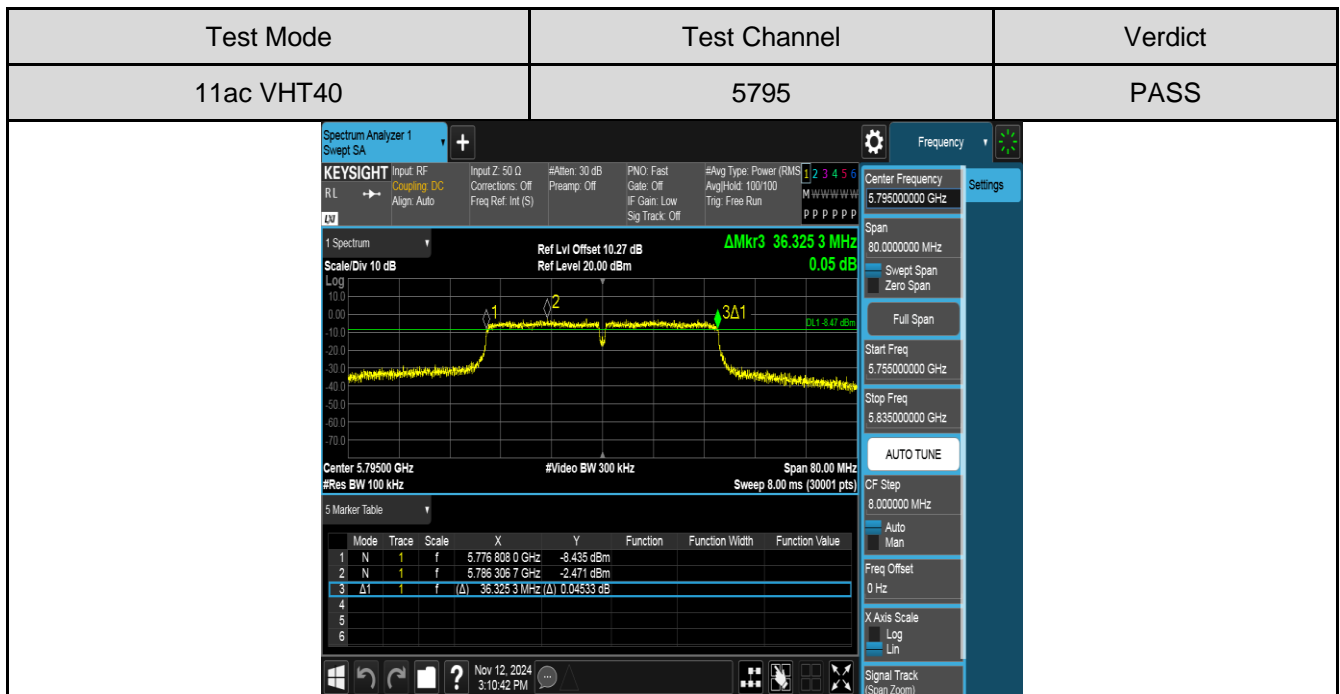 Test Mode Test Channel Verdict
11ac VHT40 5795 PASS
Spectrum Analyzer 1
Swept SA
+
Frequency
KEYSIGHT Input: RF Input Z: 50 Ω #Atten: 30 dB PNO: Fast #Avg Type: Power (RMS 1 2 3 4 5 6
RL Coupling: DC Corrections: Off Preamp: Off Gate: Off Avg|Hold: 100/100 M W W W W W
Align: Auto Freq Ref: Int (S) IF Gain: Low Trig: Free Run
LXI Sig Track: Off P P P P P P
1 Spectrum Ref Lvl Offset 10.27 dB ΔMkr3 36.325 3 MHz
Scale/Div 10 dB Ref Level 20.00 dBm 0.05 dB
Log
10.0
0.00
-10.0
-20.0
-30.0
-40.0
-50.0
-60.0
-70.0
1
2
3Δ1
DL1 -8.47 dBm
Center 5.79500 GHz #Video BW 300 kHz Span 80.00 MHz
#Res BW 100 kHz Sweep 8.00 ms (30001 pts)
5 Marker Table
Mode Trace Scale X Y Function Function Width Function Value
1 N 1 f 5.776 808 0 GHz -8.435 dBm
2 N 1 f 5.786 306 7 GHz -2.471 dBm
3 Δ1 1 f (Δ) 36.325 3 MHz (Δ) 0.04533 dB
4
5
6
Nov 12, 2024
3:10:42 PM
?
Center Frequency
5.795000000 GHz
Settings
Span
80.0000000 MHz
Swept Span
Zero Span
Full Span
Start Freq
5.755000000 GHz
Stop Freq
5.835000000 GHz
AUTO TUNE
CF Step
8.000000 MHz
Auto
Man
Freq Offset
0 Hz
X Axis Scale
Log
Lin
Signal Track
(Span Zoom)